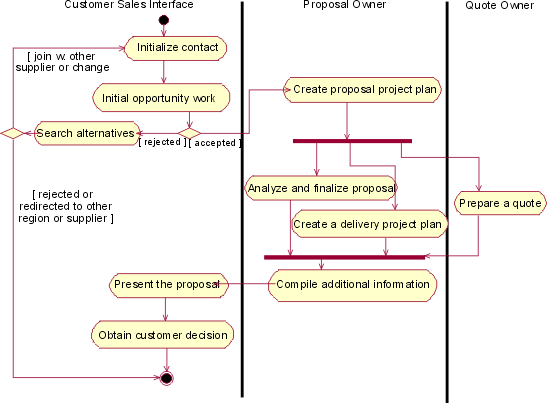 Customer Sales Interface
Proposal Owner
Quote Owner
Initialize contact
[ join w. other
supplier or change
Initial opportunity work
Create proposal project plan
Search alternatives
[ rejected ]
[ accepted ]
Analyze and finalize proposal
[ rejected or
redirected to other
region or supplier ]
Prepare a quote
Create a delivery project plan
Present the proposal
Compile additional information
Obtain customer decision